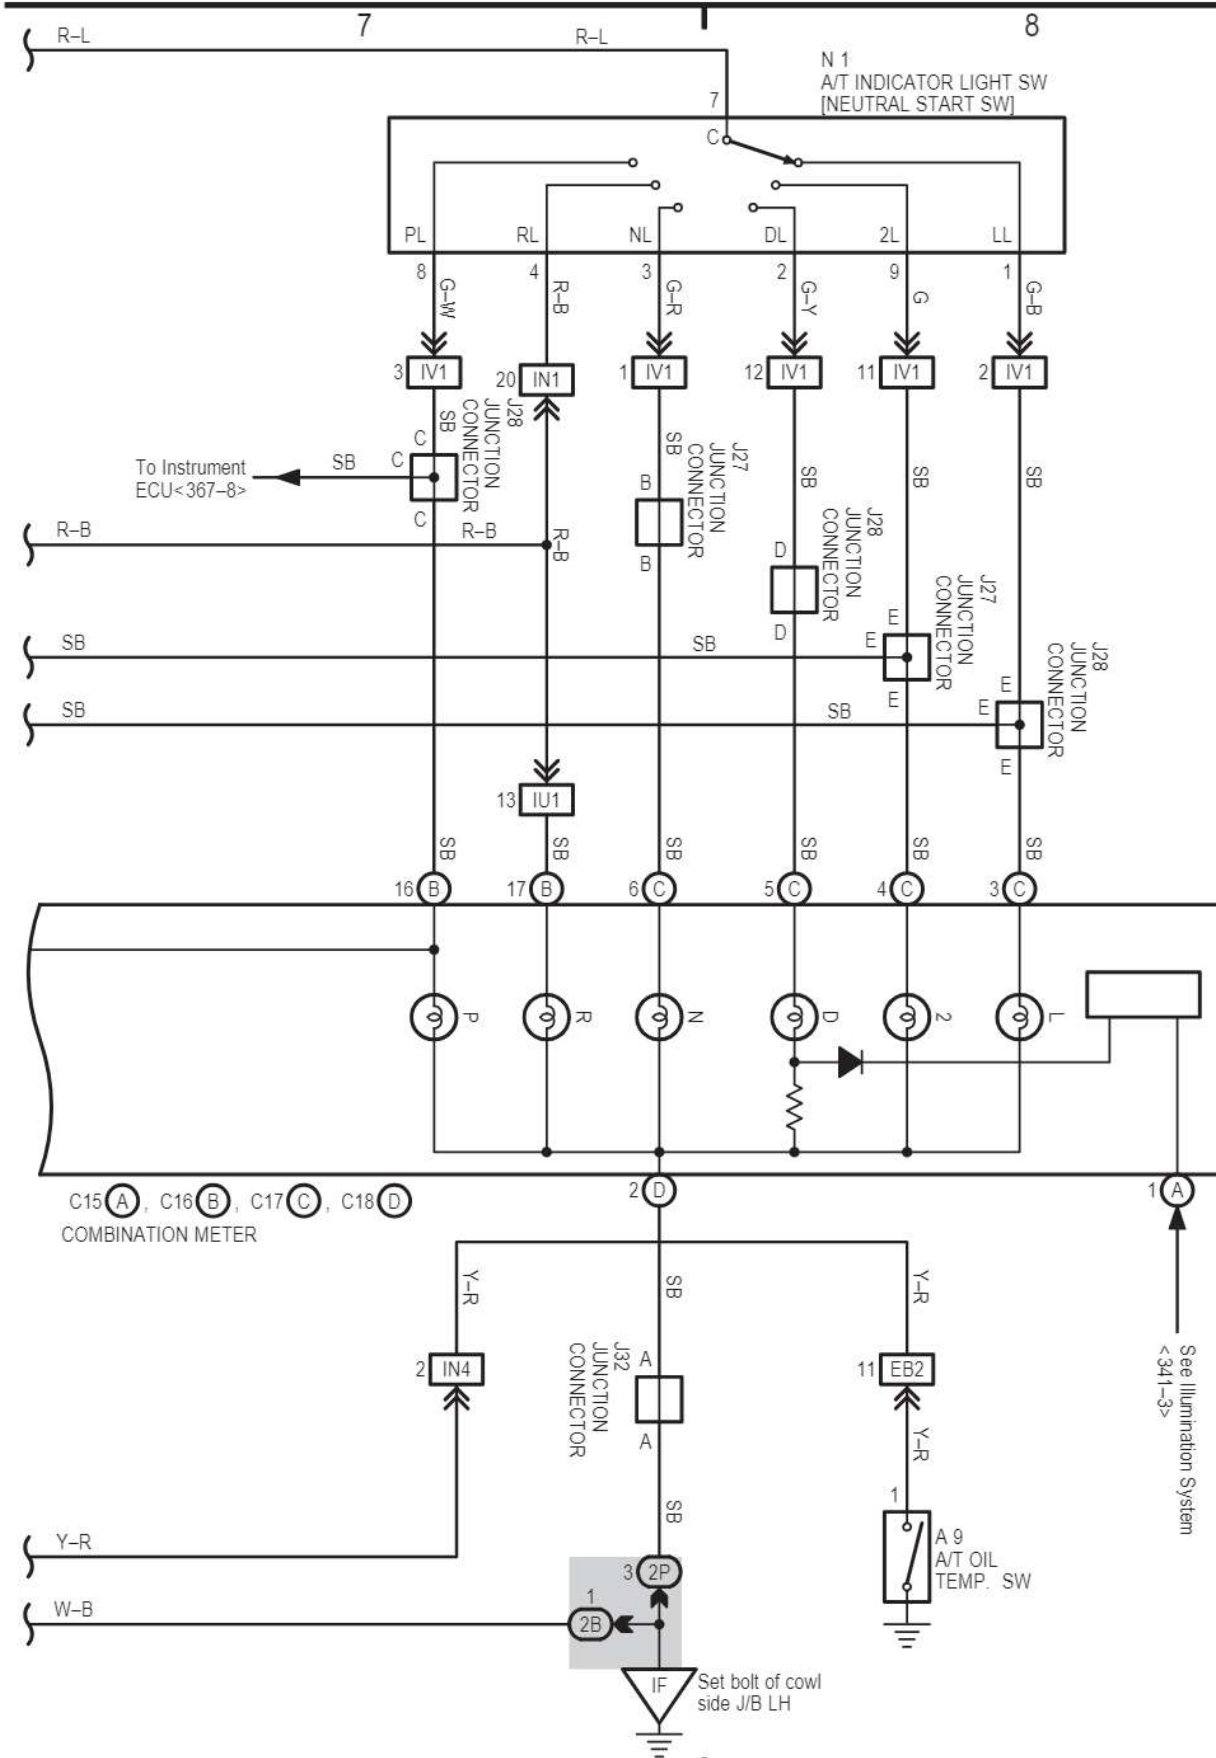 7
8
R–L
R–L
N 1
A/T INDICATOR LIGHT SW
[NEUTRAL START SW]
7
C
PL
RL
NL
DL
2L
LL
8
4
3
2
9
1
G–W
R–B
G–R
G–Y
G
G–B
3 IV1
20 IN1
1 IV1
12 IV1
11 IV1
2 IV1
SB
J28
JUNCTION
CONNECTOR
C
C
C
To Instrument
ECU<367–8>
SB
SB
J27
JUNCTION
CONNECTOR
B
B
SB
J28
JUNCTION
CONNECTOR
D
D
SB
J27
JUNCTION
CONNECTOR
E
E
E
SB
J28
JUNCTION
CONNECTOR
E
E
E
R–B
R–B
R–B
SB
SB
SB
SB
13 IU1
SB
SB
SB
SB
SB
SB
16 B
17 B
6 C
5 C
4 C
3 C
P
R
N
D
2
L
C15 A , C16 B , C17 C , C18 D
COMBINATION METER
2 D
1 A
Y–R
SB
Y–R
2 IN4
J32
JUNCTION
CONNECTOR
A
A
11 EB2
See Illumination System
<341–3>
Y–R
SB
1
A 9
A/T OIL
TEMP. SW
Y–R
3 2P
W–B
1
2B
IF
Set bolt of cowl
side J/B LH